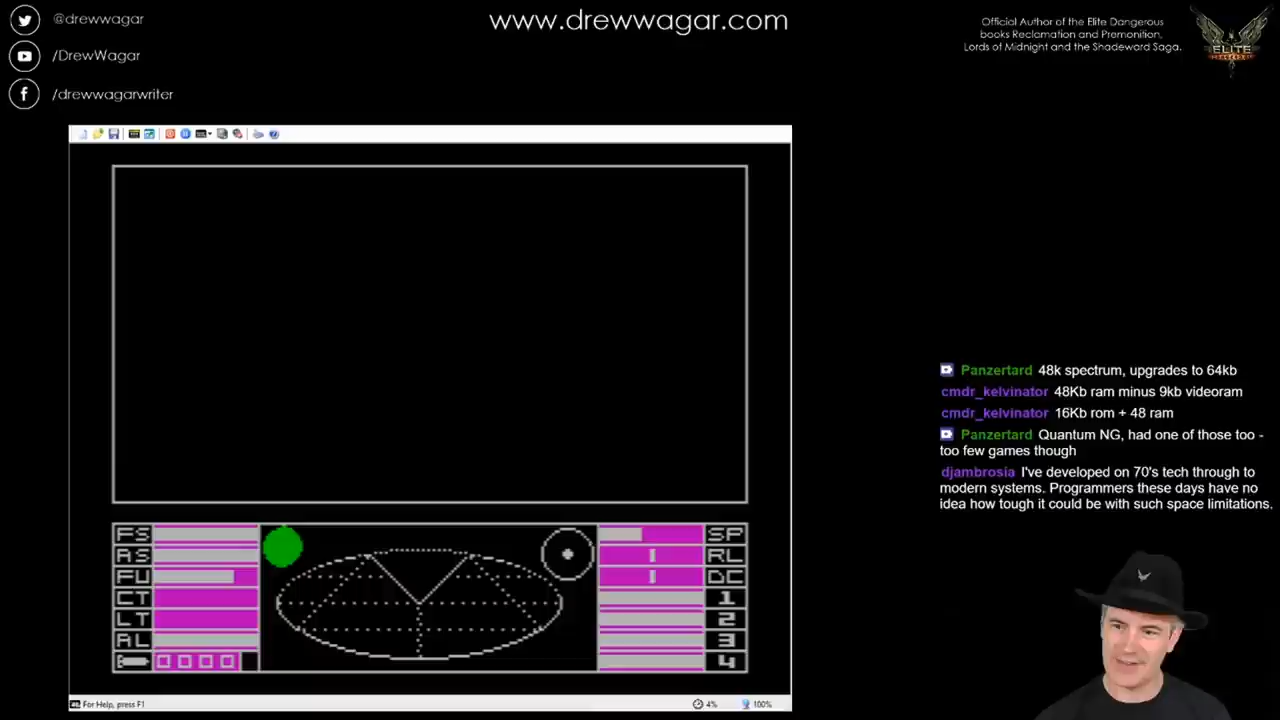 @drewwagar
/DrewWagar
/drewwagarwriter
www.drewwagar.com
Official Author of the Elite Dangerous
books Reclamation and Premonition,
Lords of Midnight and the Shadeward Saga.
ELITE
DANGEROUS
Panzertard 48k spectrum, upgrades to 64kb
cmdr_kelvinator 48Kb ram minus 9kb videoram
cmdr_kelvinator 16Kb rom + 48 ram
Panzertard Quantum NG, had one of those too -
too few games though
djambrosia I've developed on 70's tech through to
modern systems. Programmers these days have no
idea how tough it could be with such space limitations.
FS
AS
FU
CT
LT
AL
SP
RL
DC
1
2
3
4
For Help, press F1
4%
100%